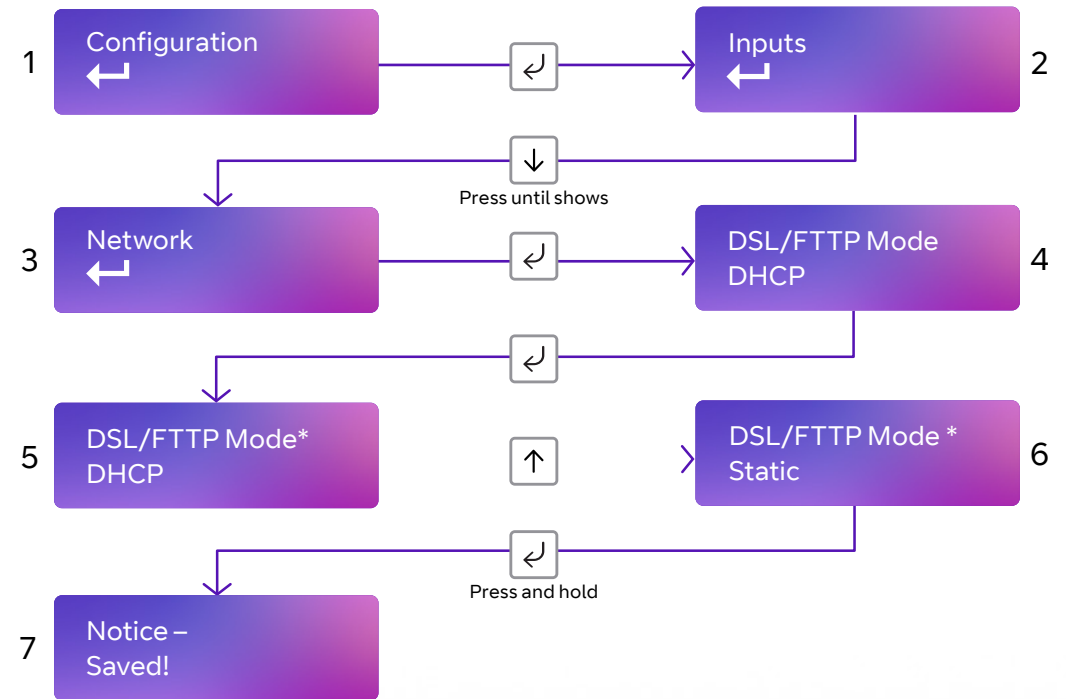 1
Configuration
Inputs
2
Press until shows
3
Network
DSL/FTTP Mode
DHCP
4
5
DSL/FTTP Mode*
DHCP
DSL/FTTP Mode *
Static
6
Press and hold
7
Notice –
Saved!